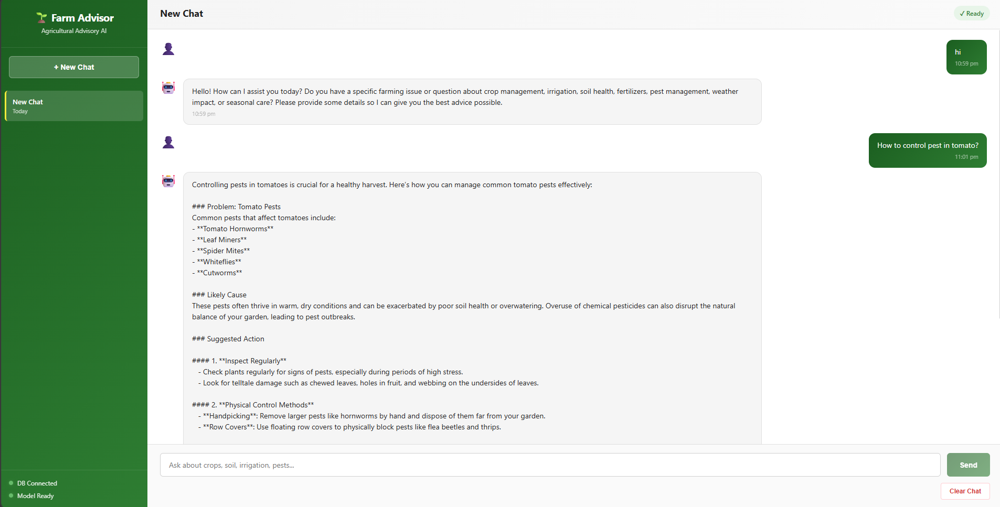 Farm Advisor
Agricultural Advisory AI
+ New Chat
New Chat
Today
DB Connected
Model Ready
New Chat
✓ Ready
hi
10:59 pm
Hello! How can I assist you today? Do you have a specific farming issue or question about crop management, irrigation, soil health, fertilizers, pest management, weather
impact, or seasonal care? Please provide some details so I can give you the best advice possible.
10:59 pm
How to control pest in tomato?
11:01 pm
Controlling pests in tomatoes is crucial for a healthy harvest. Here's how you can manage common tomato pests effectively:
### Problem: Tomato Pests
Common pests that affect tomatoes include:
- **Tomato Hornworms**
- **Leaf Miners**
- **Spider Mites**
- **Whiteflies**
- **Cutworms**
### Likely Cause
These pests often thrive in warm, dry conditions and can be exacerbated by poor soil health or overwatering. Overuse of chemical pesticides can also disrupt the natural
balance of your garden, leading to pest outbreaks.
### Suggested Action
#### 1. **Inspect Regularly**
- Check plants regularly for signs of pests, especially during periods of high stress.
- Look for telltale damage such as chewed leaves, holes in fruit, and webbing on the undersides of leaves.
#### 2. **Physical Control Methods**
- **Handpicking**: Remove larger pests like hornworms by hand and dispose of them far from your garden.
- **Row Covers**: Use floating row covers to physically block pests like flea beetles and thrips.
Ask about crops, soil, irrigation, pests...
Send
Clear Chat